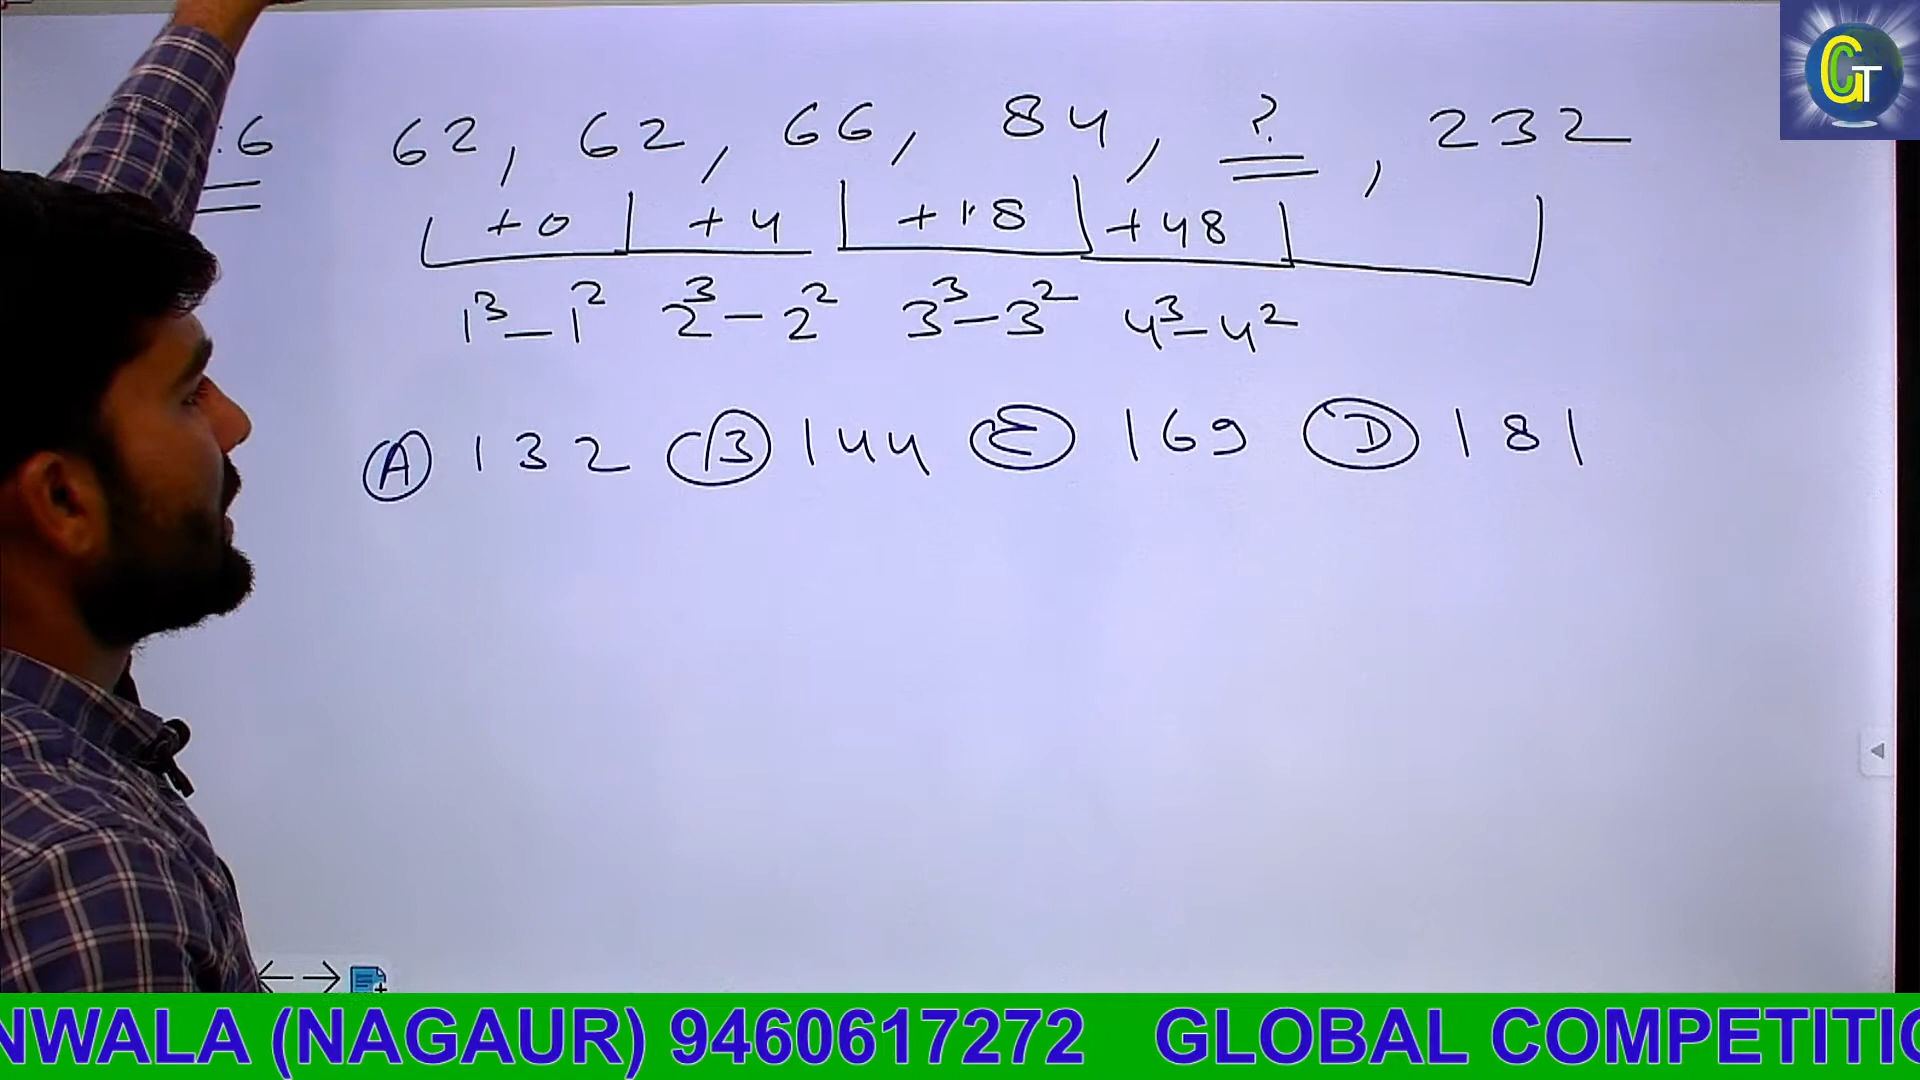 :6 62, 62, 66, 84, ?, 232
+0 +4 +18 +48
1³-1² 2³-2² 3³-3² 4³-4²
A 132 B 144 C 169 D 181
GT
NWALA (NAGAUR) 9460617272 GLOBAL COMPETITIO